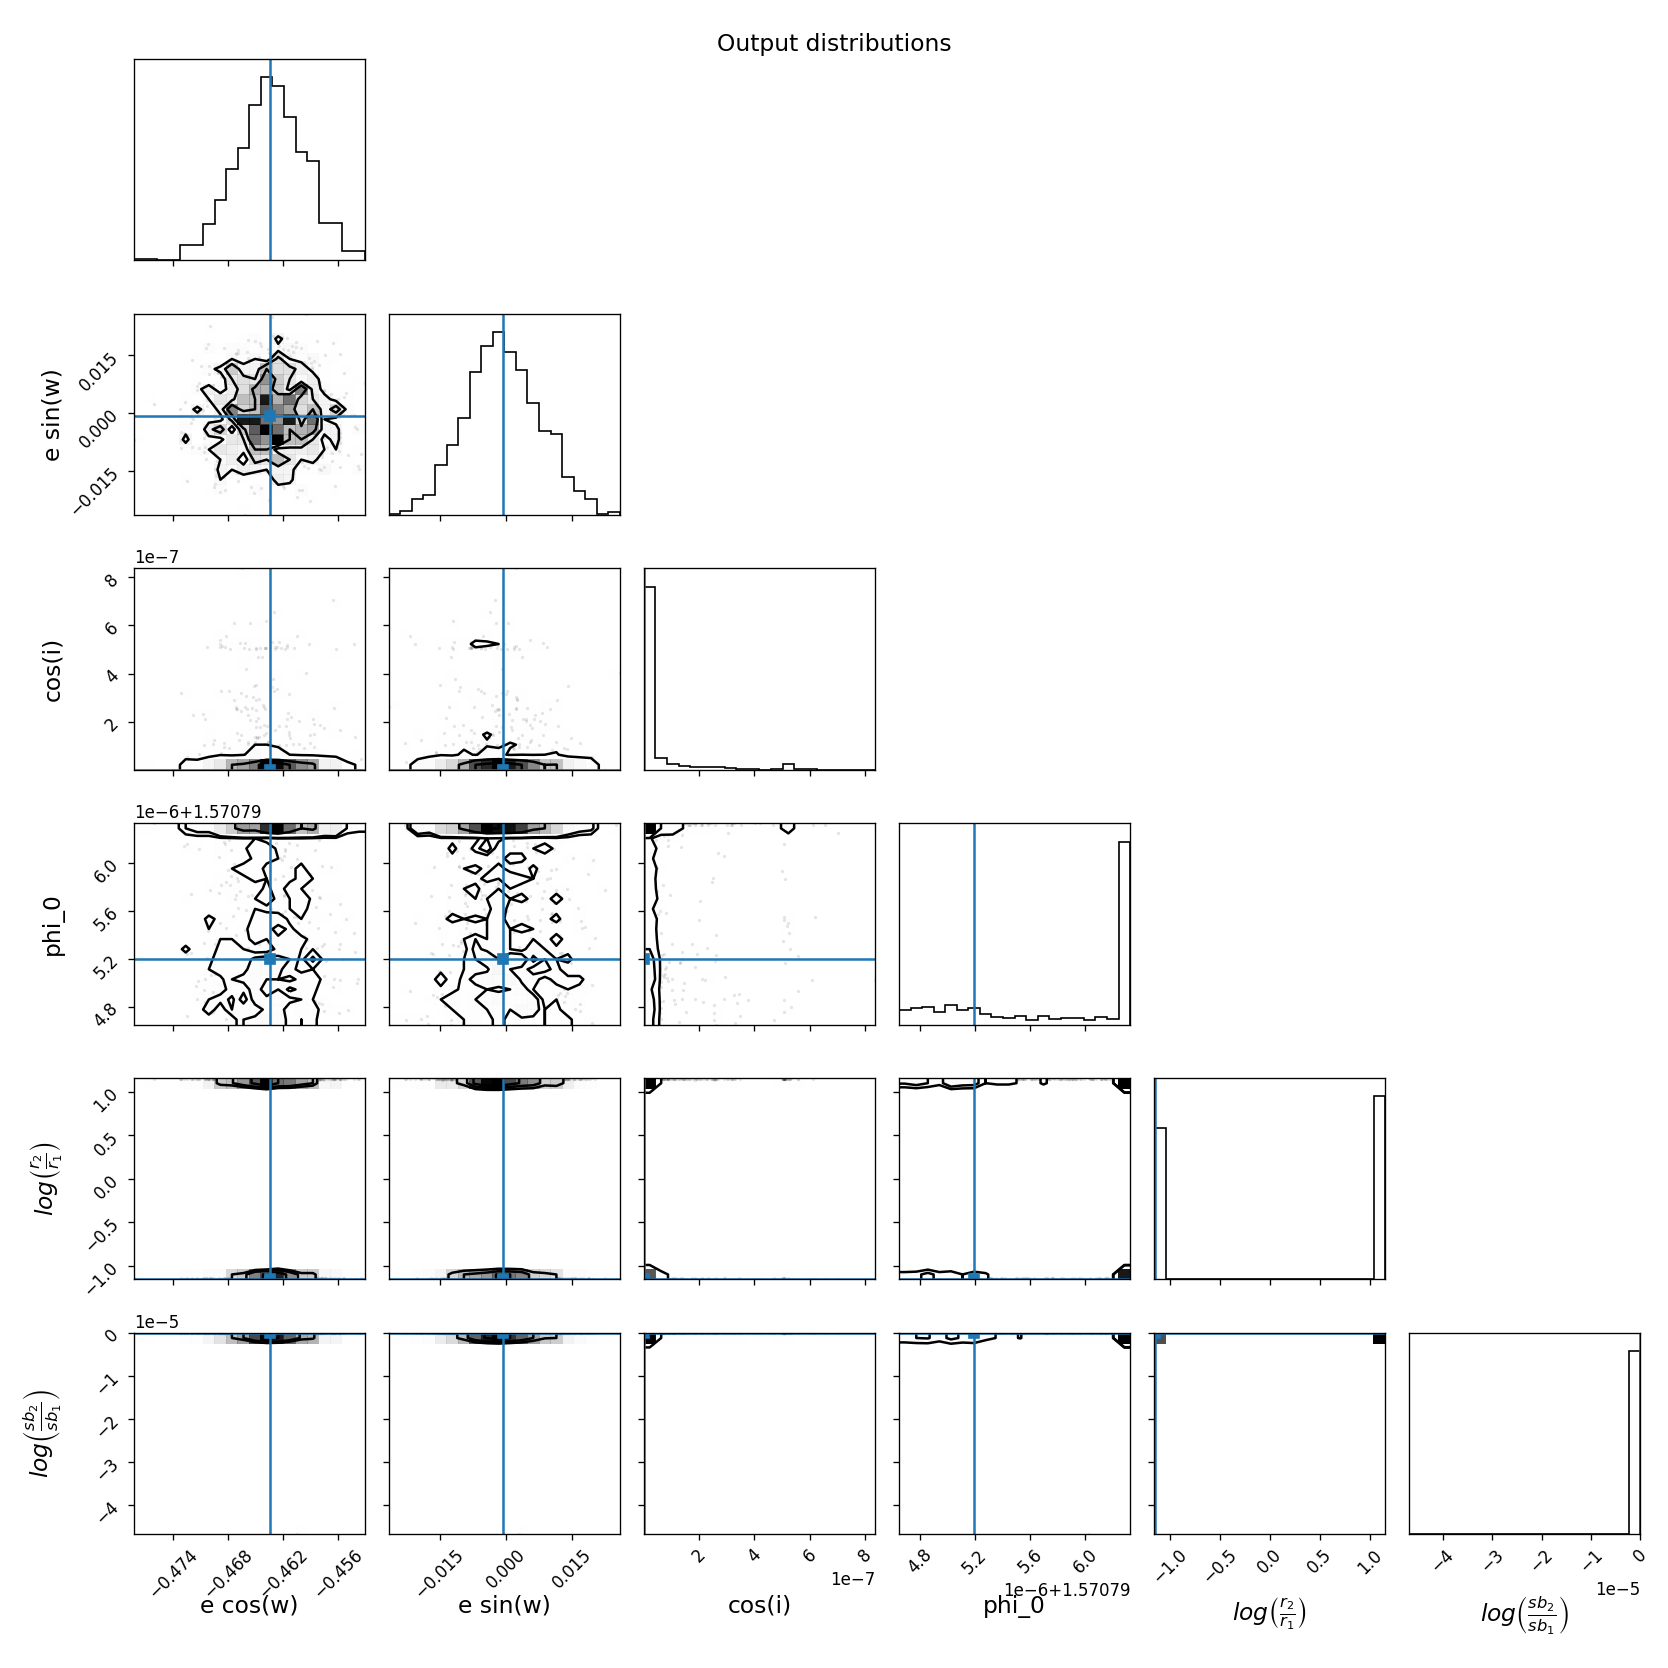 Output distributions
e sin(w)
0.015
0.000
−0.015
1e−7
cos(i)
8
6
4
2
1e−6+1.57079
phi_0
6.0
5.6
5.2
4.8
log(r2/r1)
1.0
0.5
0.0
−0.5
−1.0
1e−5
log(sb2/sb1)
0
−1
−2
−3
−4
−0.474 −0.468 −0.462 −0.456
e cos(w)
−0.015 0.000 0.015
e sin(w)
2 4 6 8
1e−7
cos(i)
4.8 5.2 5.6 6.0
1e−6+1.57079
phi_0
−1.0 −0.5 0.0 0.5 1.0
log(r2/r1)
−4 −3 −2 −1 0
1e−5
log(sb2/sb1)